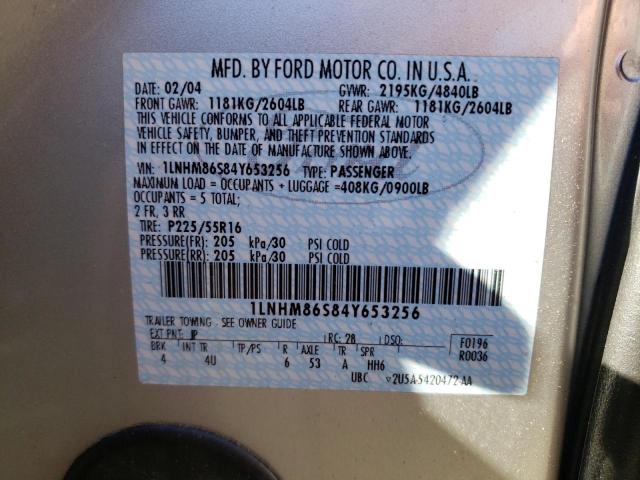 MFD. BY FORD MOTOR CO. IN U.S.A.
DATE: 02/04 GVWR: 2195KG/4840LB
FRONT GAWR: 1181KG/2604LB REAR GAWR: 1181KG/2604LB
THIS VEHICLE CONFORMS TO ALL APPLICABLE FEDERAL MOTOR
VEHICLE SAFETY, BUMPER, AND THEFT PREVENTION STANDARDS
IN EFFECT ON THE DATE OF MANUFACTURE SHOWN ABOVE.
VIN: 1LNHM86S84Y653256 TYPE: PASSENGER
MAXIMUM LOAD = OCCUPANTS + LUGGAGE =408KG/0900LB
OCCUPANTS = 5 TOTAL:
2 FR, 3 RR
TIRE: P225/55R16
PRESSURE(FR): 205 kPa/30 PSI COLD
PRESSURE(RR): 205 kPa/30 PSI COLD
1LNHM86S84Y653256
TRAILER TOWING - SEE OWNER GUIDE
EXT PNT: JP RC: 28 DSO: F0196
BRK INT TR TP/PS R AXLE TR SPR R0036
4 4U 6 53 A HH6
UBC 2U5A-5420472-AA